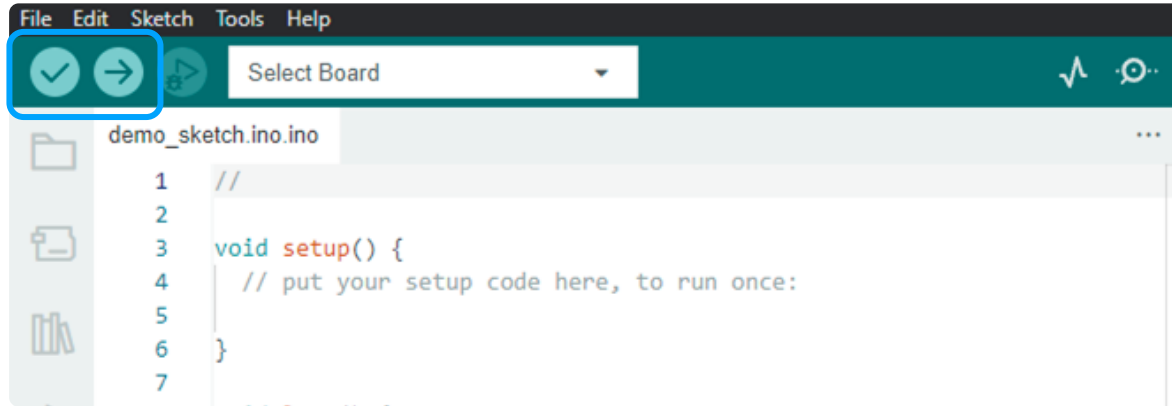 File Edit Sketch Tools Help
Select Board
demo_sketch.ino.ino
1 //
2
3 void setup() {
4 // put your setup code here, to run once:
5
6 }
7